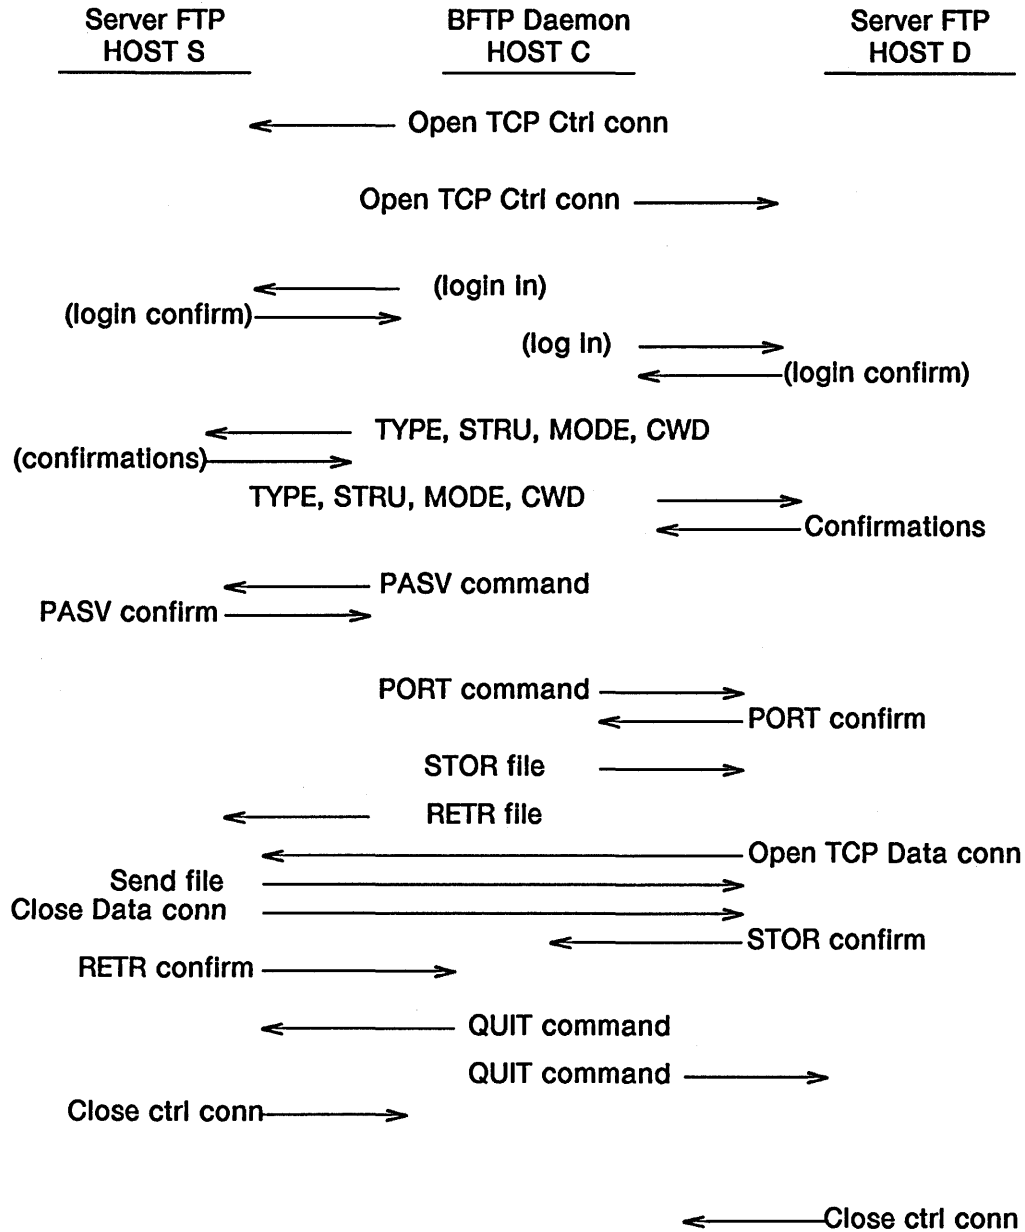 Server FTP
HOST S
BFTP Daemon
HOST C
Server FTP
HOST D
Open TCP Ctrl conn
Open TCP Ctrl conn
(login in)
(login confirm)
(log in)
(login confirm)
TYPE, STRU, MODE, CWD
(confirmations)
TYPE, STRU, MODE, CWD
Confirmations
PASV command
PASV confirm
PORT command
PORT confirm
STOR file
RETR file
Open TCP Data conn
Send file
Close Data conn
STOR confirm
RETR confirm
QUIT command
QUIT command
Close ctrl conn
Close ctrl conn